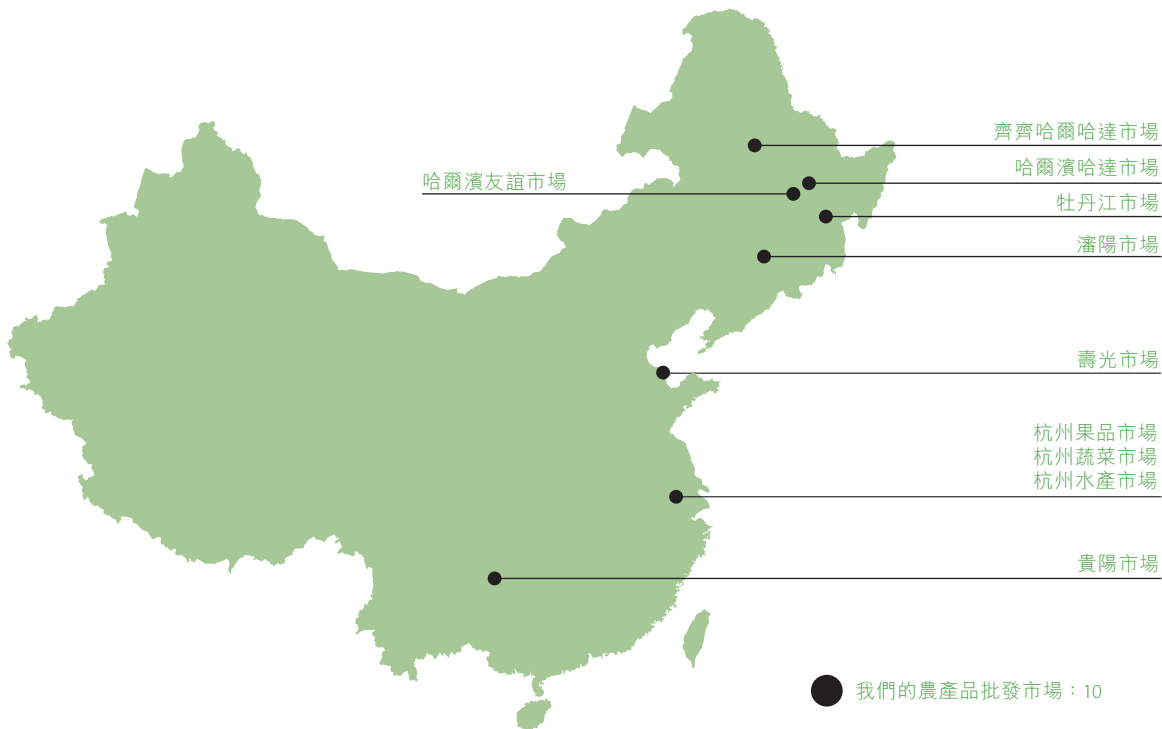 齊齊哈爾哈達市場
哈爾濱哈達市場
哈爾濱友誼市場
牡丹江市場
瀋陽市場
壽光市場
杭州果品市場
杭州蔬菜市場
杭州水產市場
貴陽市場
我們的農產品批發市場：10